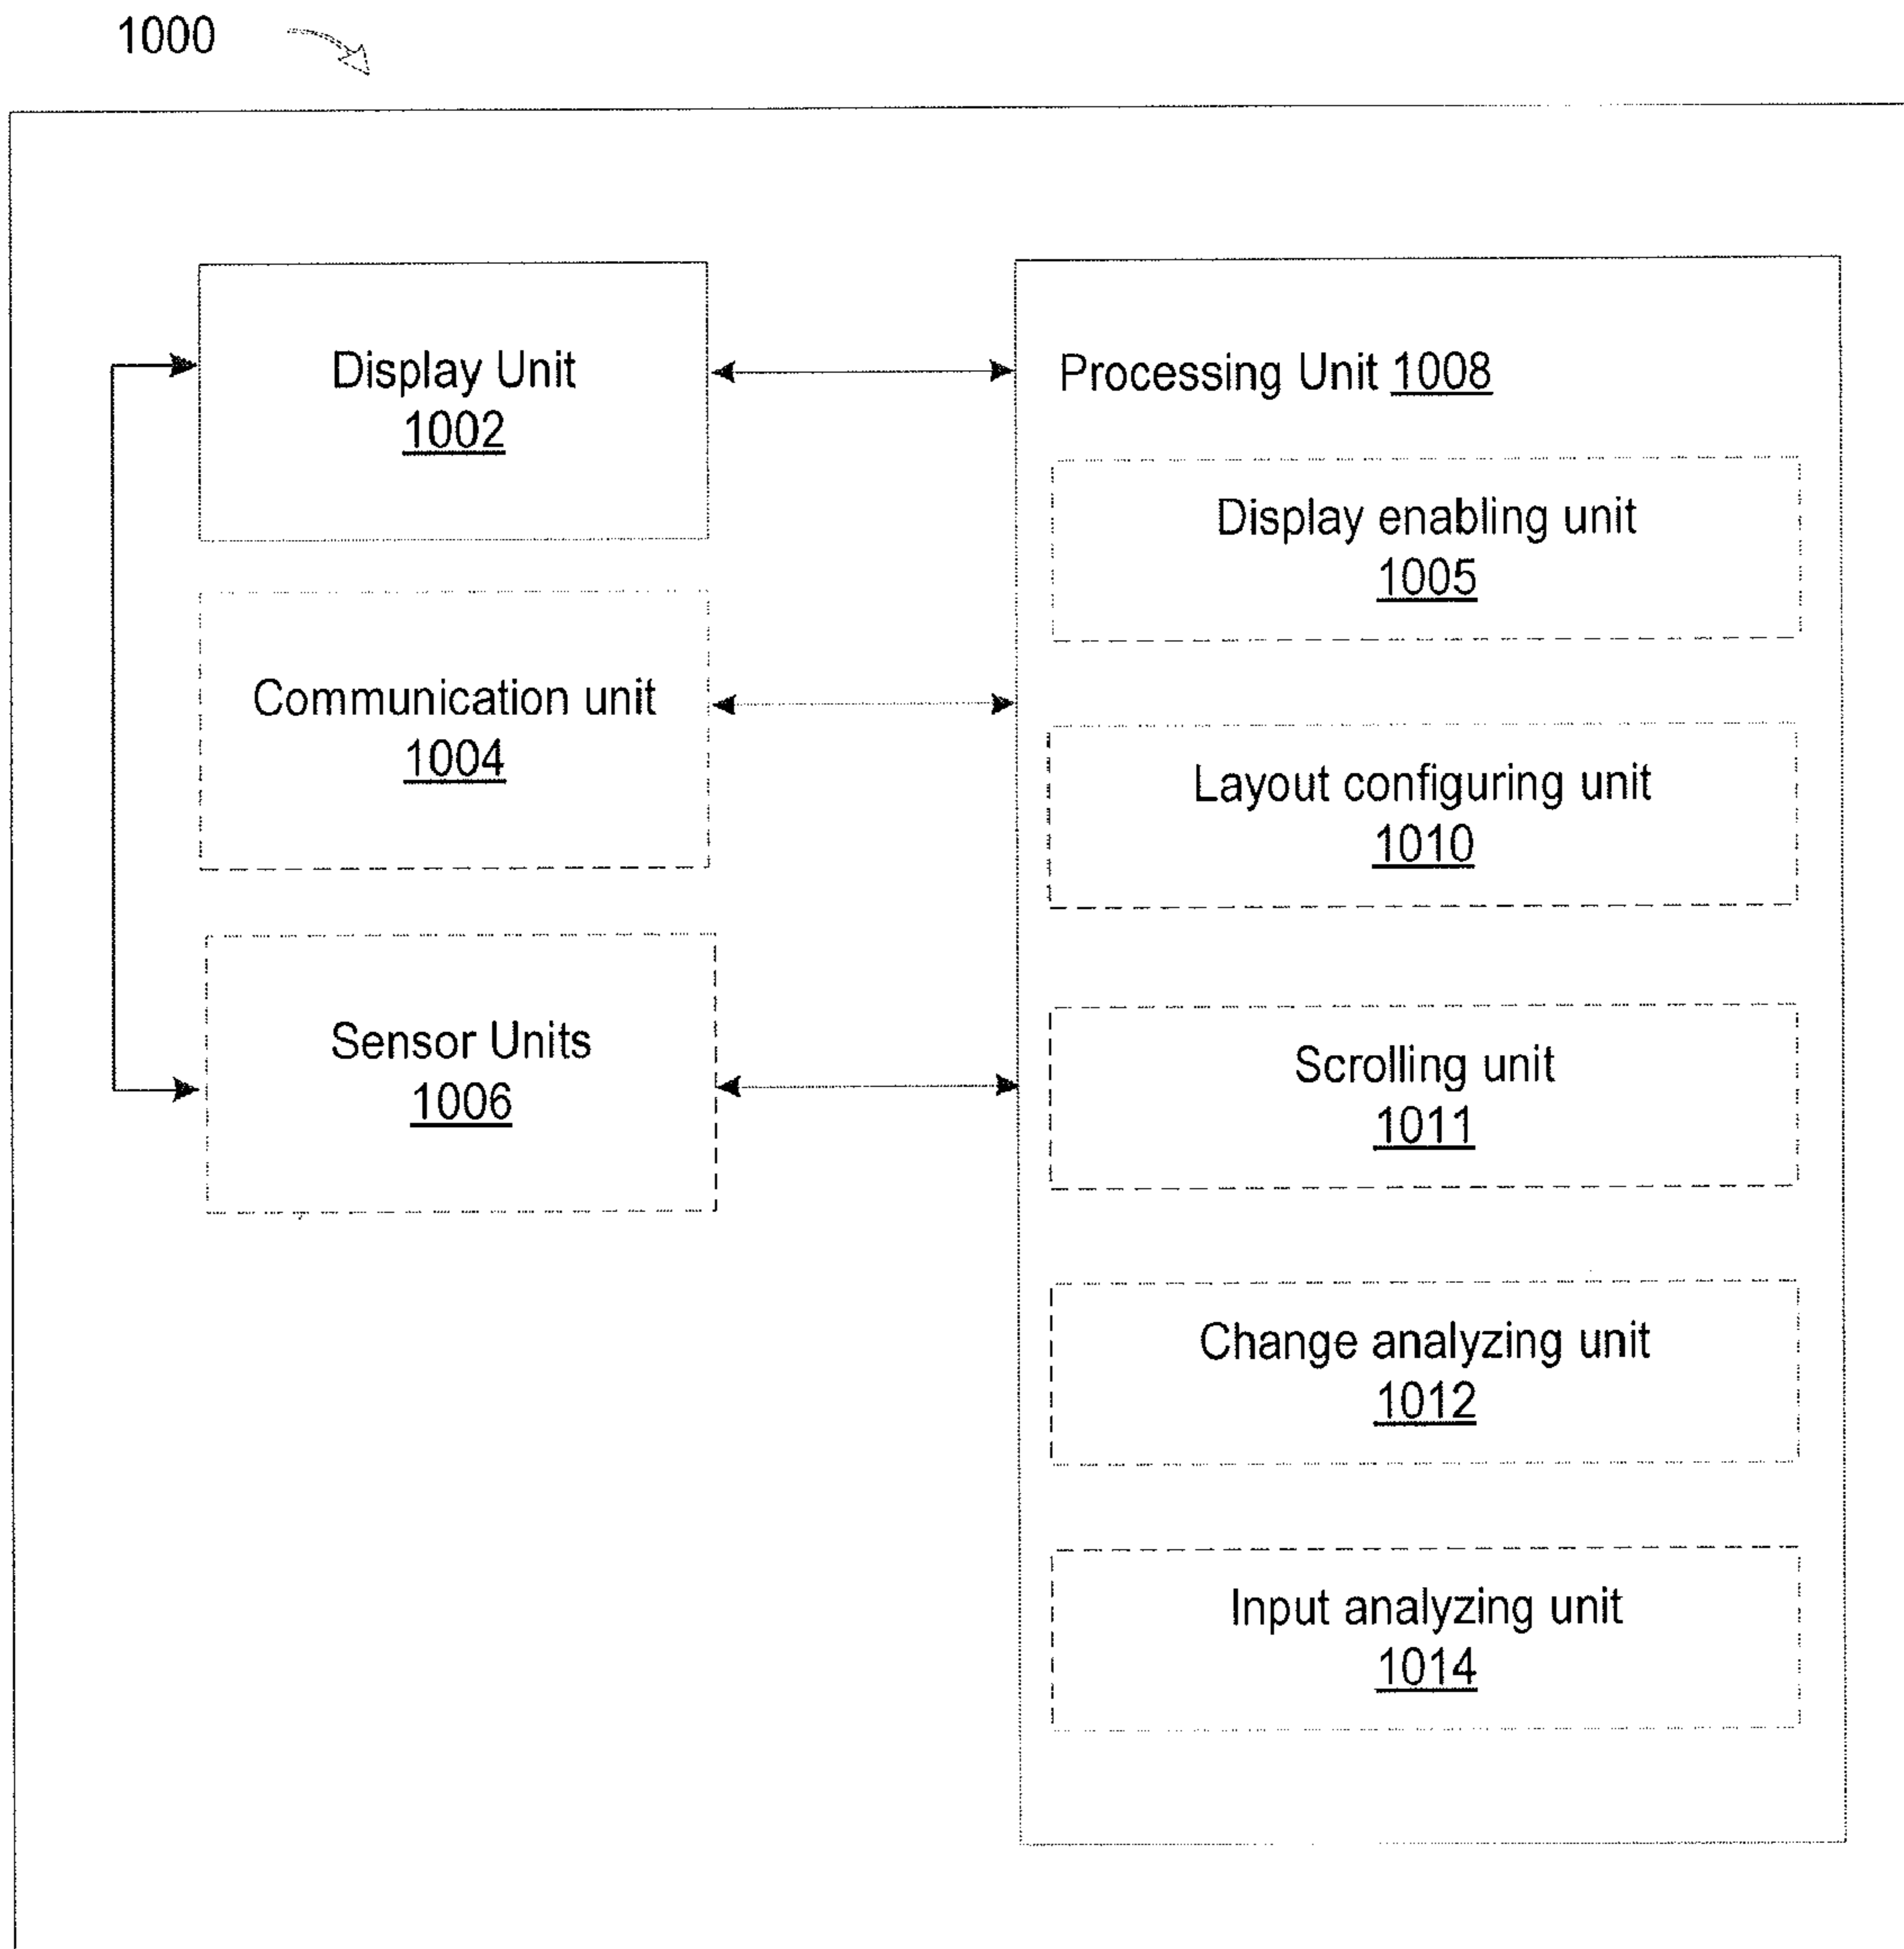 1000
Display Unit
1002
Communication unit
1004
Sensor Units
1006
Processing Unit 1008
Display enabling unit
1005
Layout configuring unit
1010
Scrolling unit
1011
Change analyzing unit
1012
Input analyzing unit
1014